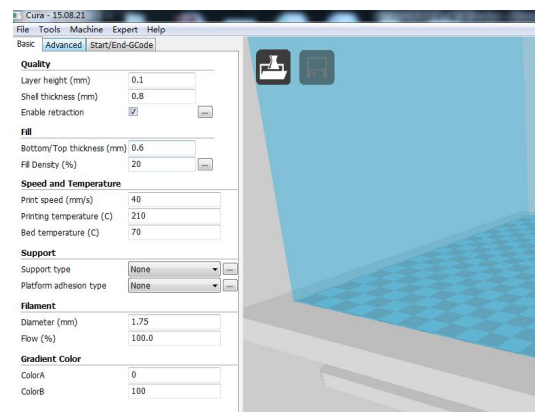 Cura - 15.08.21
File Tools Machine Expert Help
Basic Advanced Start/End-GCode
Quality
Layer height (mm) 0.1
Shell thickness (mm) 0.8
Enable retraction ...
Fill
Bottom/Top thickness (mm) 0.6
Fill Density (%) 20 ...
Speed and Temperature
Print speed (mm/s) 40
Printing temperature (C) 210
Bed temperature (C) 70
Support
Support type None ...
Platform adhesion type None ...
Filament
Diameter (mm) 1.75
Flow (%) 100.0
Gradient Color
ColorA 0
ColorB 100